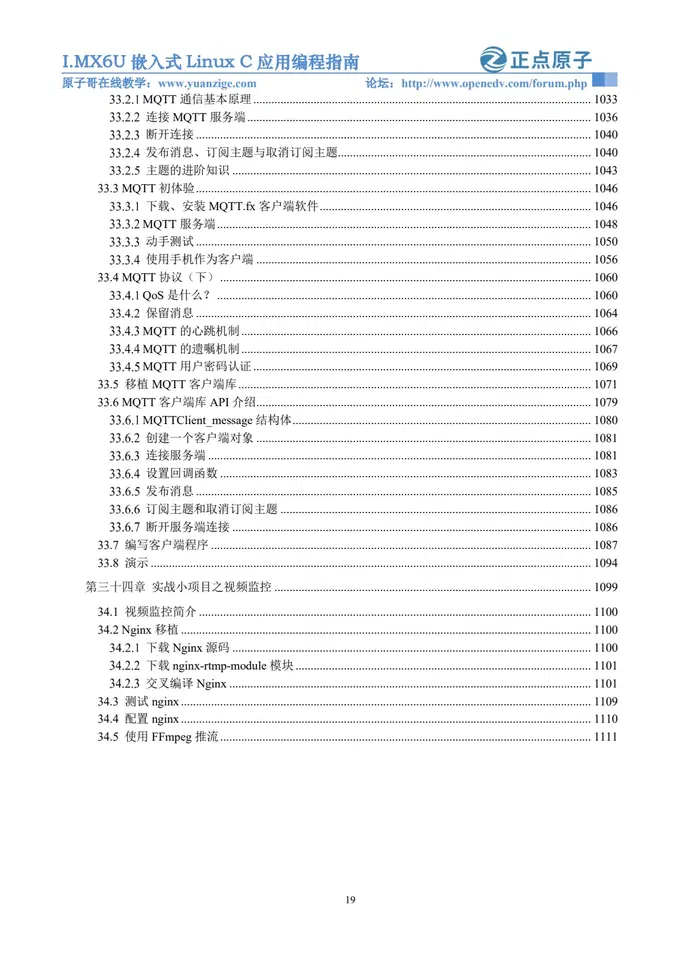 I.MX6U 嵌入式 Linux C 应用编程指南
正点原子
原子哥在线教学：www.yuanzige.com 论坛：http://www.openedv.com/forum.php
33.2.1 MQTT 通信基本原理 1033
33.2.2 连接 MQTT 服务端 1036
33.2.3 断开连接 1040
33.2.4 发布消息、订阅主题与取消订阅主题 1040
33.2.5 主题的进阶知识 1043
33.3 MQTT 初体验 1046
33.3.1 下载、安装 MQTT.fx 客户端软件 1046
33.3.2 MQTT 服务端 1048
33.3.3 动手测试 1050
33.3.4 使用手机作为客户端 1056
33.4 MQTT 协议（下） 1060
33.4.1 QoS 是什么？ 1060
33.4.2 保留消息 1064
33.4.3 MQTT 的心跳机制 1066
33.4.4 MQTT 的遗嘱机制 1067
33.4.5 MQTT 用户密码认证 1069
33.5 移植 MQTT 客户端库 1071
33.6 MQTT 客户端库 API 介绍 1079
33.6.1 MQTTClient_message 结构体 1080
33.6.2 创建一个客户端对象 1081
33.6.3 连接服务端 1081
33.6.4 设置回调函数 1083
33.6.5 发布消息 1085
33.6.6 订阅主题和取消订阅主题 1086
33.6.7 断开服务端连接 1086
33.7 编写客户端程序 1087
33.8 演示 1094
第三十四章 实战小项目之视频监控 1099
34.1 视频监控简介 1100
34.2 Nginx 移植 1100
34.2.1 下载 Nginx 源码 1100
34.2.2 下载 nginx-rtmp-module 模块 1101
34.2.3 交叉编译 Nginx 1101
34.3 测试 nginx 1109
34.4 配置 nginx 1110
34.5 使用 FFmpeg 推流 1111
19